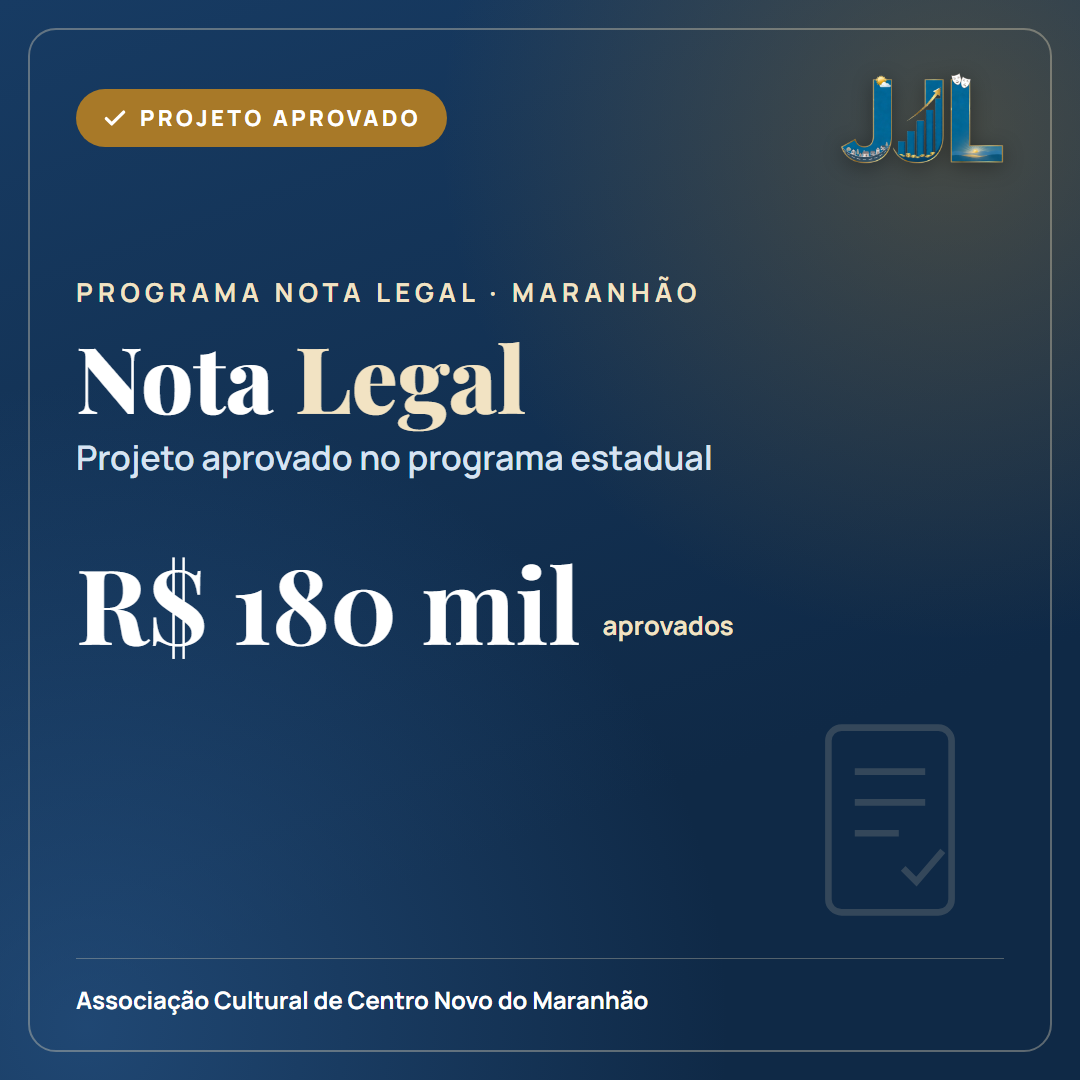 PROJETO APROVADO
JJL
PROGRAMA NOTA LEGAL · MARANHÃO
Nota Legal
Projeto aprovado no programa estadual
R$ 180 mil aprovados
Associação Cultural de Centro Novo do Maranhão